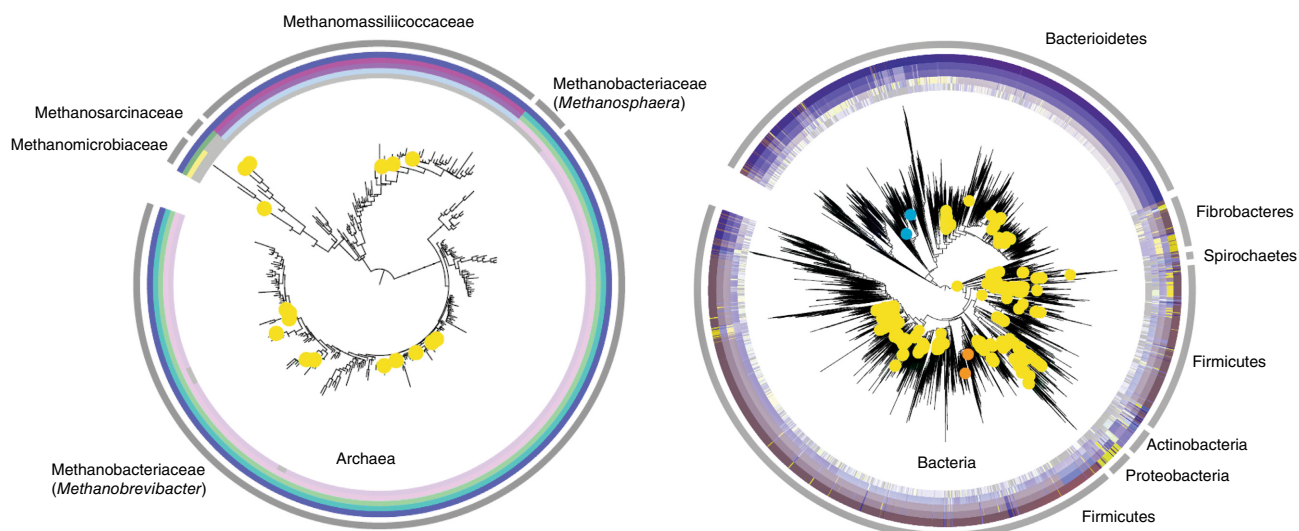 Methanomassiliicoccaceae
Methanobacteriaceae
(Methanosphaera)
Methanosarcinaceae
Methanomicrobiaceae
Methanobacteriaceae
(Methanobrevibacter)
Archaea
Bacterioidetes
Fibrobacteres
Spirochaetes
Firmicutes
Actinobacteria
Proteobacteria
Firmicutes
Bacteria